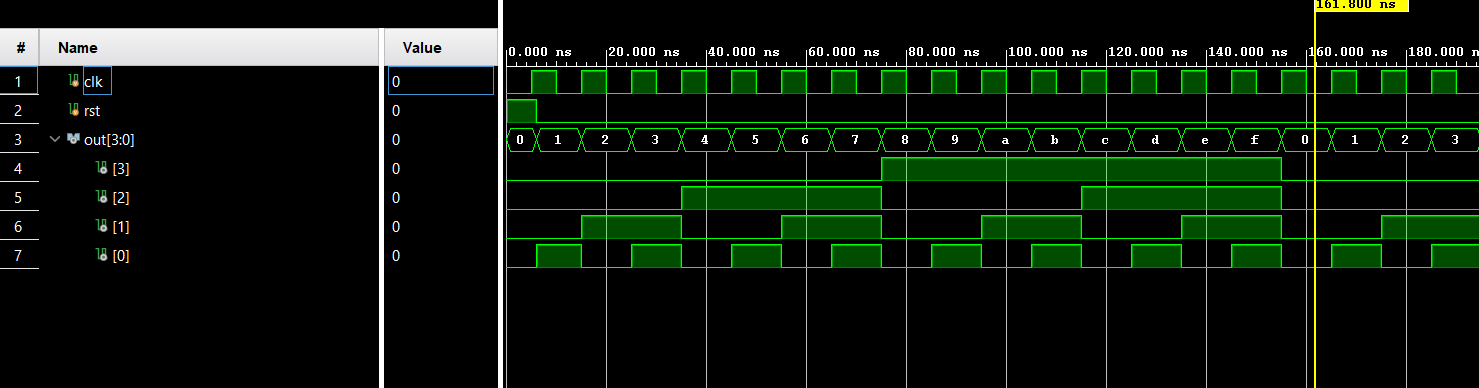 161.800 ns
# Name Value
0.000 ns 20.000 ns 40.000 ns 60.000 ns 80.000 ns 100.000 ns 120.000 ns 140.000 ns 160.000 ns 180.000
1 clk 0
2 rst 0
3 out[3:0] 0 0 1 2 3 4 5 6 7 8 9 a b c d e f 0 1 2 3
4 [3] 0
5 [2] 0
6 [1] 0
7 [0] 0